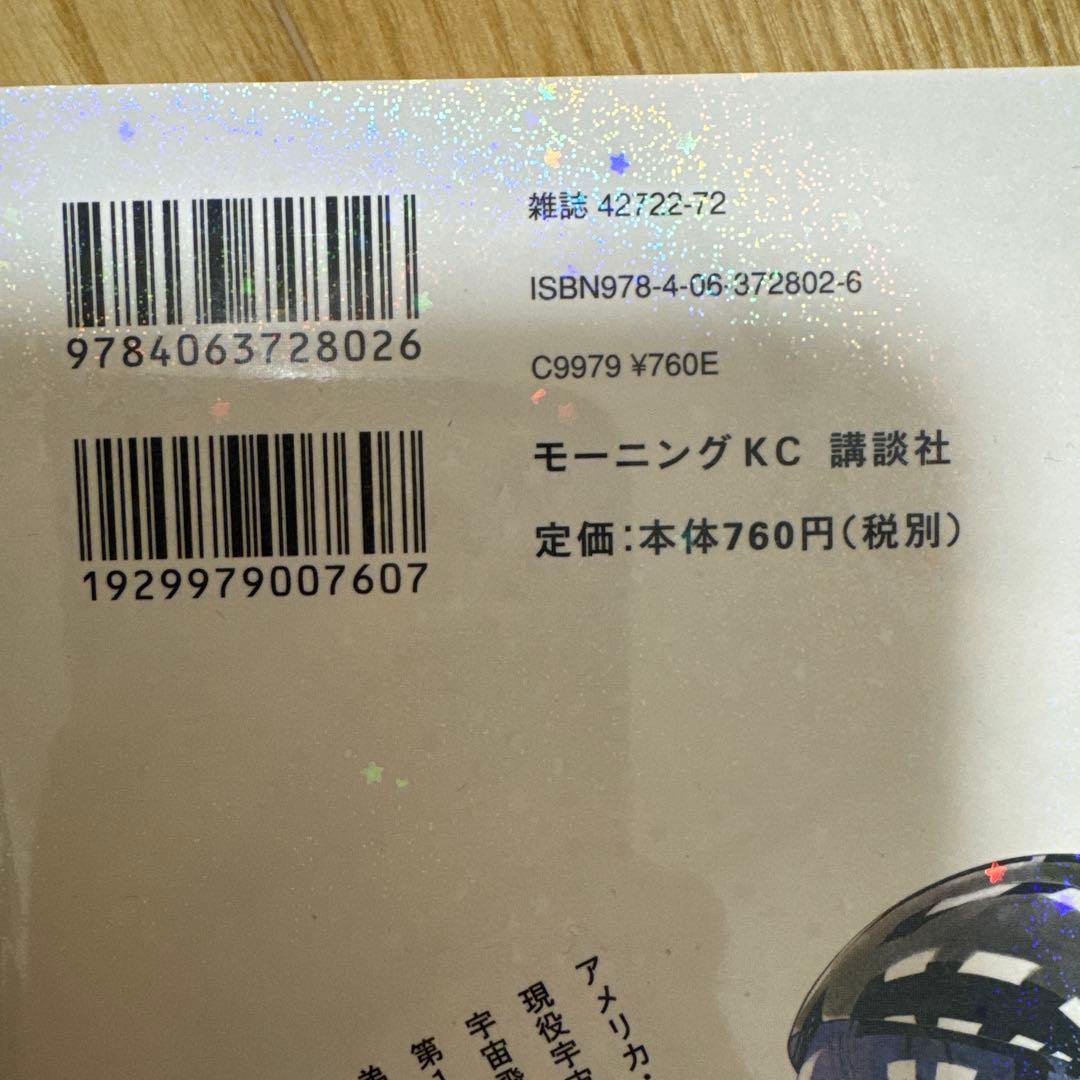 9784063728026
1929979007607
雑誌 42722-72
ISBN978-4-06-372802-6
C9979 ¥760E
モーニングKC 講談社
定価:本体760円(税別)
アメリカ・
現役宇宙
宇宙飛
第1